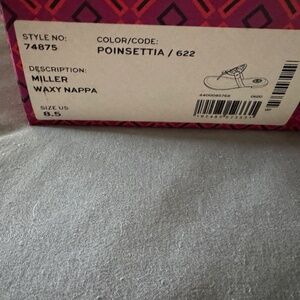 STYLE NO:
74875
COLOR/CODE:
POINSETTIA / 622
DESCRIPTION:
MILLER
WAXY NAPPA
SIZE US
8.5